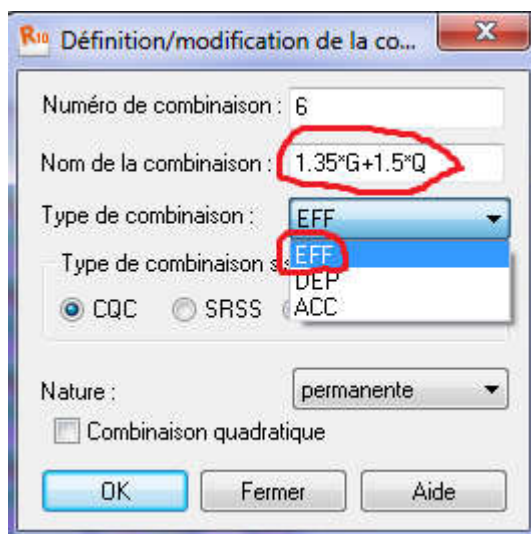 R10 Définition/modification de la co...
Numéro de combinaison : 6
Nom de la combinaison : 1.35*G+1.5*Q
Type de combinaison : EFF
EFF
Type de combinaison s
DEP
CQC SRSS ACC
Nature : permanente
Combinaison quadratique
OK Fermer Aide